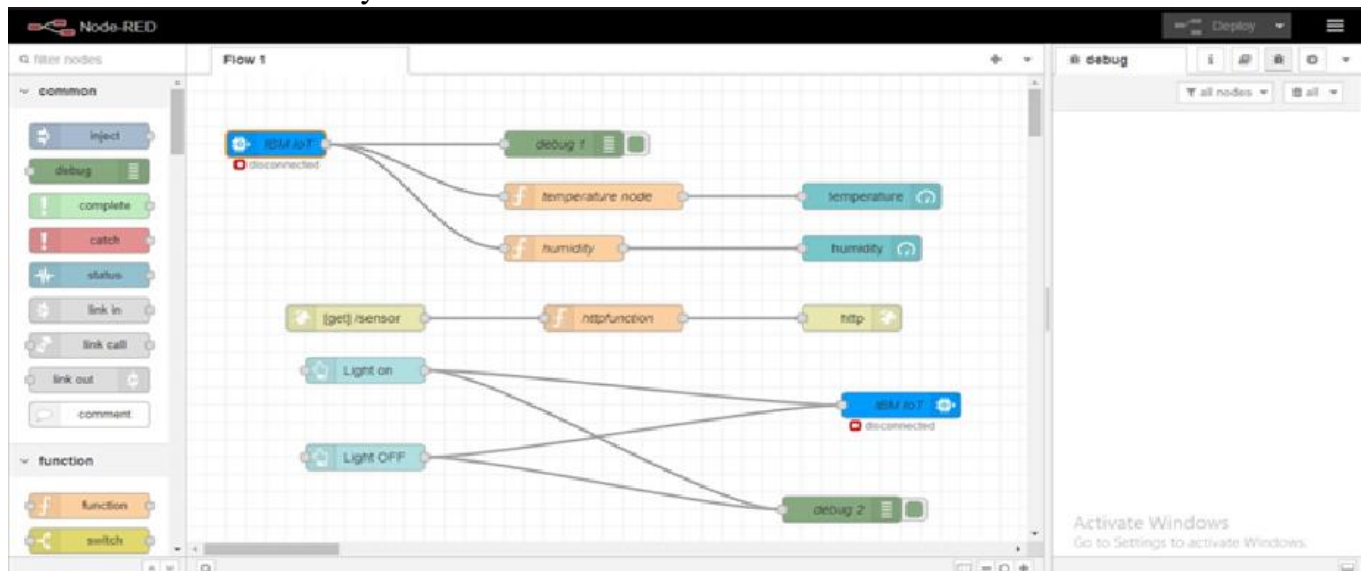 Node-RED
Deploy
filter nodes
Flow 1
debug
i
common
all nodes
all
inject
IBM IoT
disconnected
debug 1
debug
temperature node
temperature
complete
catch
humidity
humidity
status
link in
[get] /sensor
httpfunction
http
link call
Light on
link out
IBM IoT
disconnected
comment
function
Light OFF
function
debug 2
switch
Activate Windows
Go to Settings to activate Windows.